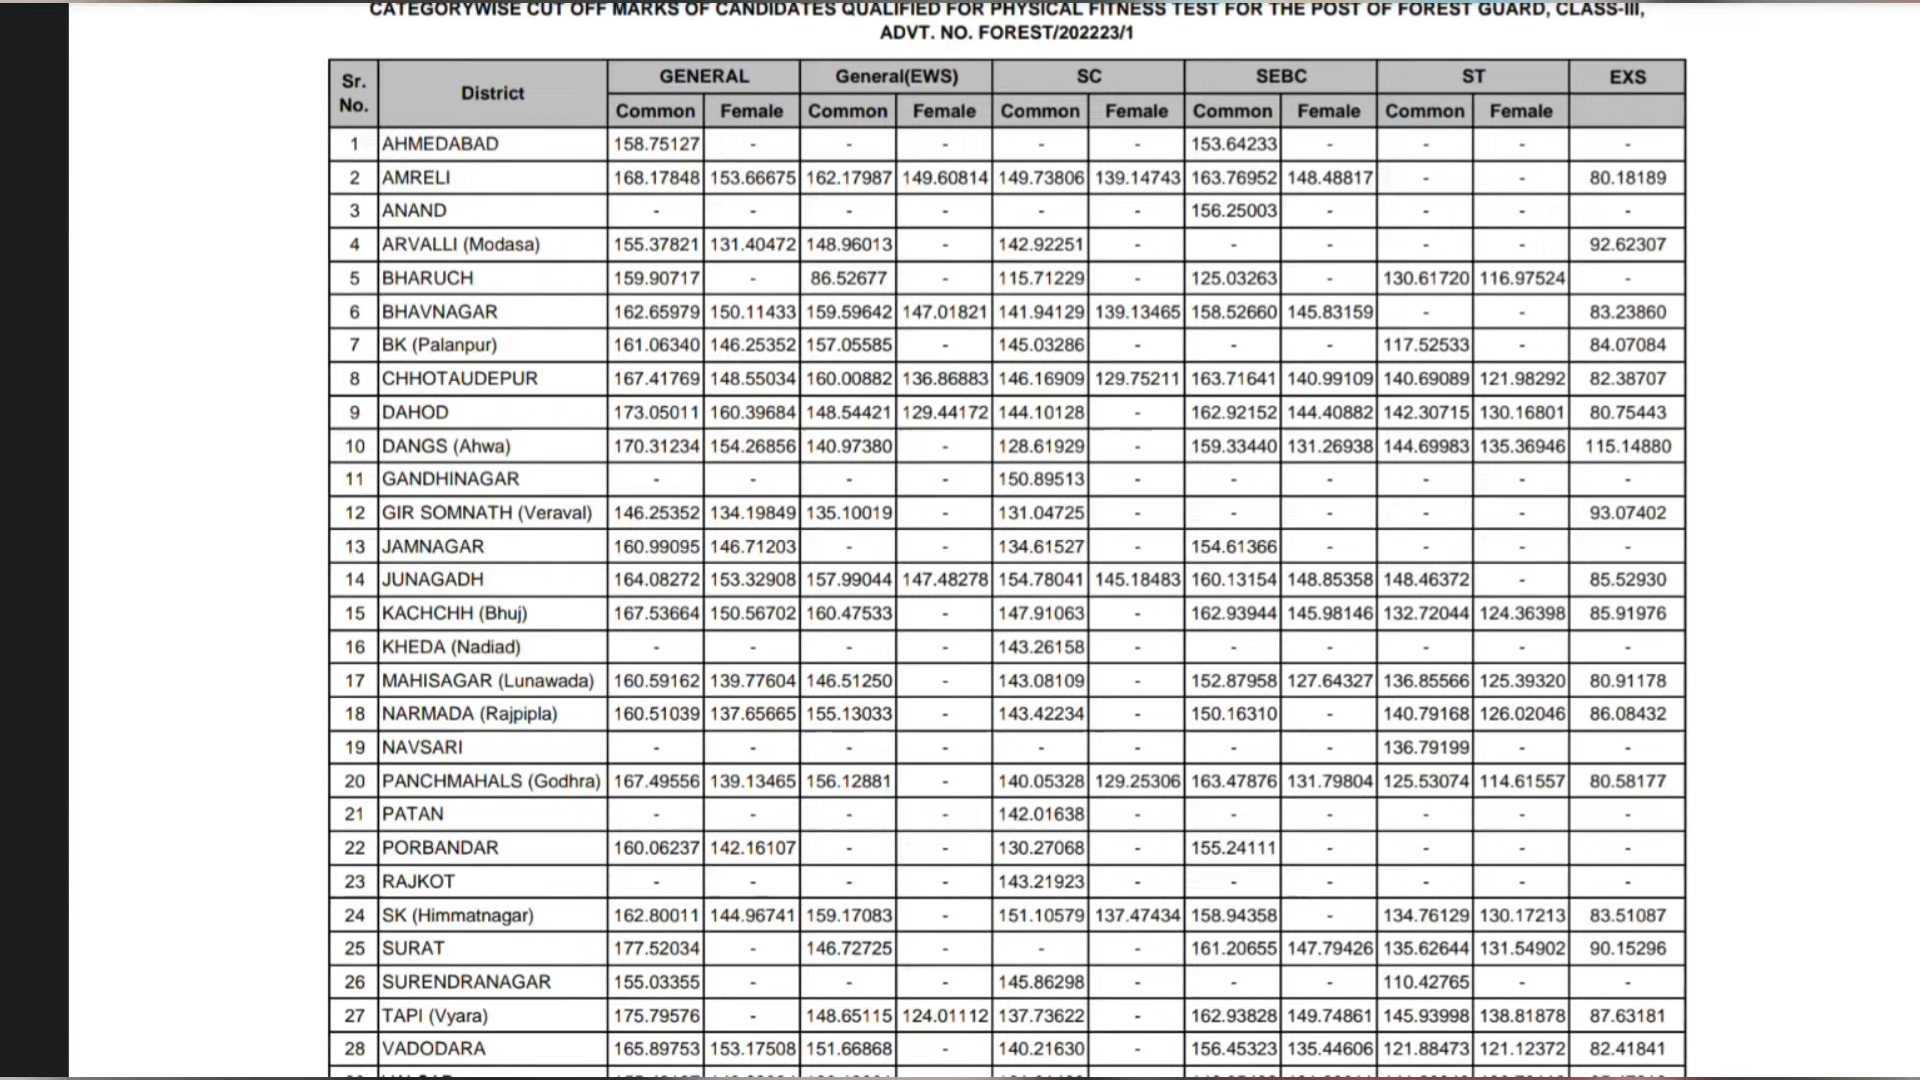 CATEGORYWISE CUT OFF MARKS OF CANDIDATES QUALIFIED FOR PHYSICAL FITNESS TEST FOR THE POST OF FOREST GUARD, CLASS-III,
ADVT. NO. FOREST/202223/1
Sr. No. District GENERAL General(EWS) SC SEBC ST EXS
Common Female Common Female Common Female Common Female Common Female
1 AHMEDABAD 158.75127 - - - - - 153.64233 - - - -
2 AMRELI 168.17848 153.66675 162.17987 149.60814 149.73806 139.14743 163.76952 148.48817 - - 80.18189
3 ANAND - - - - - - 156.25003 - - - -
4 ARVALLI (Modasa) 155.37821 131.40472 148.96013 - 142.92251 - - - - - 92.62307
5 BHARUCH 159.90717 - 86.52677 - 115.71229 - 125.03263 - 130.61720 116.97524 -
6 BHAVNAGAR 162.65979 150.11433 159.59642 147.01821 141.94129 139.13465 158.52660 145.83159 - - 83.23860
7 BK (Palanpur) 161.06340 146.25352 157.05585 - 145.03286 - - - 117.52533 - 84.07084
8 CHHOTAUDEPUR 167.41769 148.55034 160.00882 136.86883 146.16909 129.75211 163.71641 140.99109 140.69089 121.98292 82.38707
9 DAHOD 173.05011 160.39684 148.54421 129.44172 144.10128 - 162.92152 144.40882 142.30715 130.16801 80.75443
10 DANGS (Ahwa) 170.31234 154.26856 140.97380 - 128.61929 - 159.33440 131.26938 144.69983 135.36946 115.14880
11 GANDHINAGAR - - - - 150.89513 - - - - - -
12 GIR SOMNATH (Veraval) 146.25352 134.19849 135.10019 - 131.04725 - - - - - 93.07402
13 JAMNAGAR 160.99095 146.71203 - - 134.61527 - 154.61366 - - - -
14 JUNAGADH 164.08272 153.32908 157.99044 147.48278 154.78041 145.18483 160.13154 148.85358 148.46372 - 85.52930
15 KACHCHH (Bhuj) 167.53664 150.56702 160.47533 - 147.91063 - 162.93944 145.98146 132.72044 124.36398 85.91976
16 KHEDA (Nadiad) - - - - 143.26158 - - - - - -
17 MAHISAGAR (Lunawada) 160.59162 139.77604 146.51250 - 143.08109 - 152.87958 127.64327 136.85566 125.39320 80.91178
18 NARMADA (Rajpipla) 160.51039 137.65665 155.13033 - 143.42234 - 150.16310 - 140.79168 126.02046 86.08432
19 NAVSARI - - - - - - - - 136.79199 - -
20 PANCHMAHALS (Godhra) 167.49556 139.13465 156.12881 - 140.05328 129.25306 163.47876 131.79804 125.53074 114.61557 80.58177
21 PATAN - - - - 142.01638 - - - - - -
22 PORBANDAR 160.06237 142.16107 - - 130.27068 - 155.24111 - - - -
23 RAJKOT - - - - 143.21923 - - - - - -
24 SK (Himmatnagar) 162.80011 144.96741 159.17083 - 151.10579 137.47434 158.94358 - 134.76129 130.17213 83.51087
25 SURAT 177.52034 - 146.72725 - - - 161.20655 147.79426 135.62644 131.54902 90.15296
26 SURENDRANAGAR 155.03355 - - - 145.86298 - - - 110.42765 - -
27 TAPI (Vyara) 175.79576 - 148.65115 124.01112 137.73622 - 162.93828 149.74861 145.93998 138.81878 87.63181
28 VADODARA 165.89753 153.17508 151.66868 - 140.21630 - 156.45323 135.44606 121.88473 121.12372 82.41841